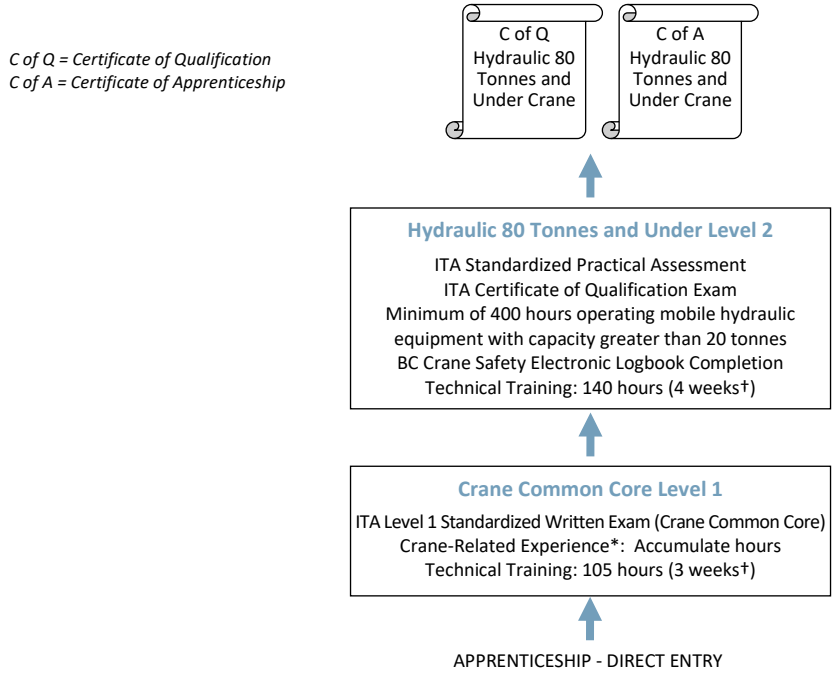 C of Q = Certificate of Qualification
C of A = Certificate of Apprenticeship
C of Q
Hydraulic 80
Tonnes and
Under Crane
C of A
Hydraulic 80
Tonnes and
Under Crane
Hydraulic 80 Tonnes and Under Level 2
ITA Standardized Practical Assessment
ITA Certificate of Qualification Exam
Minimum of 400 hours operating mobile hydraulic
equipment with capacity greater than 20 tonnes
BC Crane Safety Electronic Logbook Completion
Technical Training: 140 hours (4 weeks†)
Crane Common Core Level 1
ITA Level 1 Standardized Written Exam (Crane Common Core)
Crane-Related Experience*: Accumulate hours
Technical Training: 105 hours (3 weeks†)
APPRENTICESHIP - DIRECT ENTRY